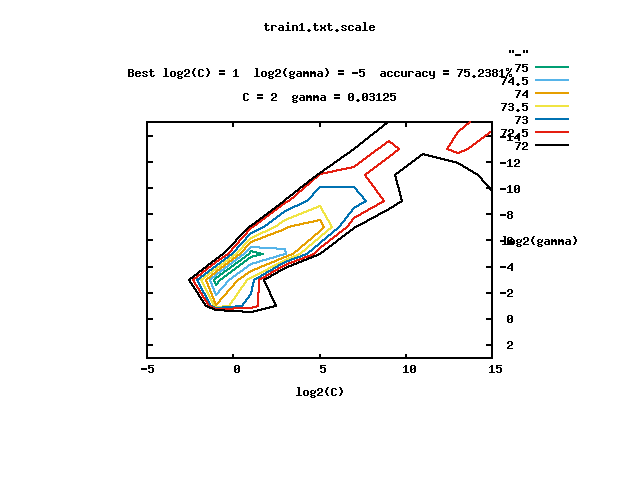 train1.txt.scale
"-"
Best log2(C) = 1  log2(gamma) = -5  accuracy = 75.2381%
75
74.5
C = 2  gamma = 0.03125
74
73.5
73
72.5
72
-14
-12
-10
-8
-6
log2(gamma)
-4
-2
0
2
-5 0 5 10 15
log2(C)